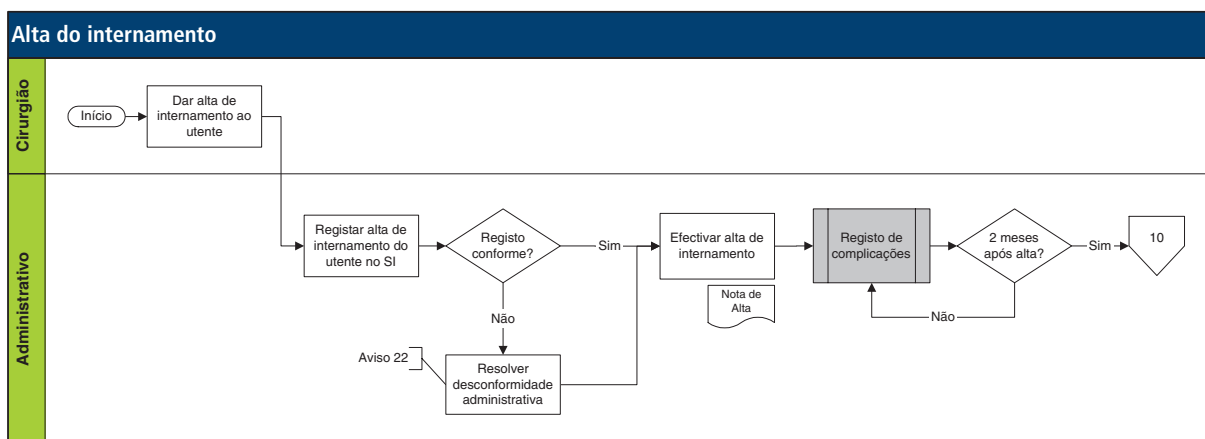 Alta do internamento
Cirurgião
Início
Dar alta de
internamento ao
utente
Administrativo
Registar alta de
internamento do
utente no SI
Registo
conforme?
Sim
Efectivar alta de
internamento
Registo de
complicações
2 meses
após alta?
Sim
10
Nota de
Alta
Não
Não
Aviso 22
Resolver
desconformidade
administrativa